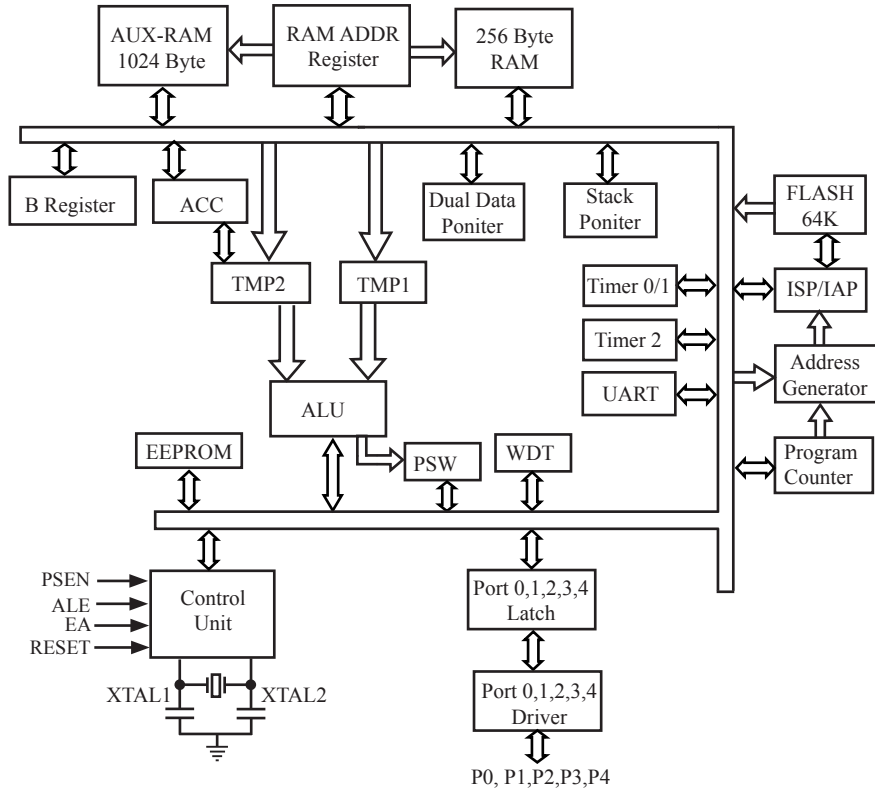 AUX-RAM
1024 Byte
RAM ADDR
Register
256 Byte
RAM
B Register
ACC
Dual Data
Poniter
Stack
Poniter
FLASH
64K
TMP2
TMP1
Timer 0/1
ISP/IAP
Timer 2
Address
Generator
UART
ALU
EEPROM
PSW
WDT
Program
Counter
PSEN
ALE
EA
RESET
Control
Unit
Port 0,1,2,3,4
Latch
XTAL1
XTAL2
Port 0,1,2,3,4
Driver
P0, P1,P2,P3,P4